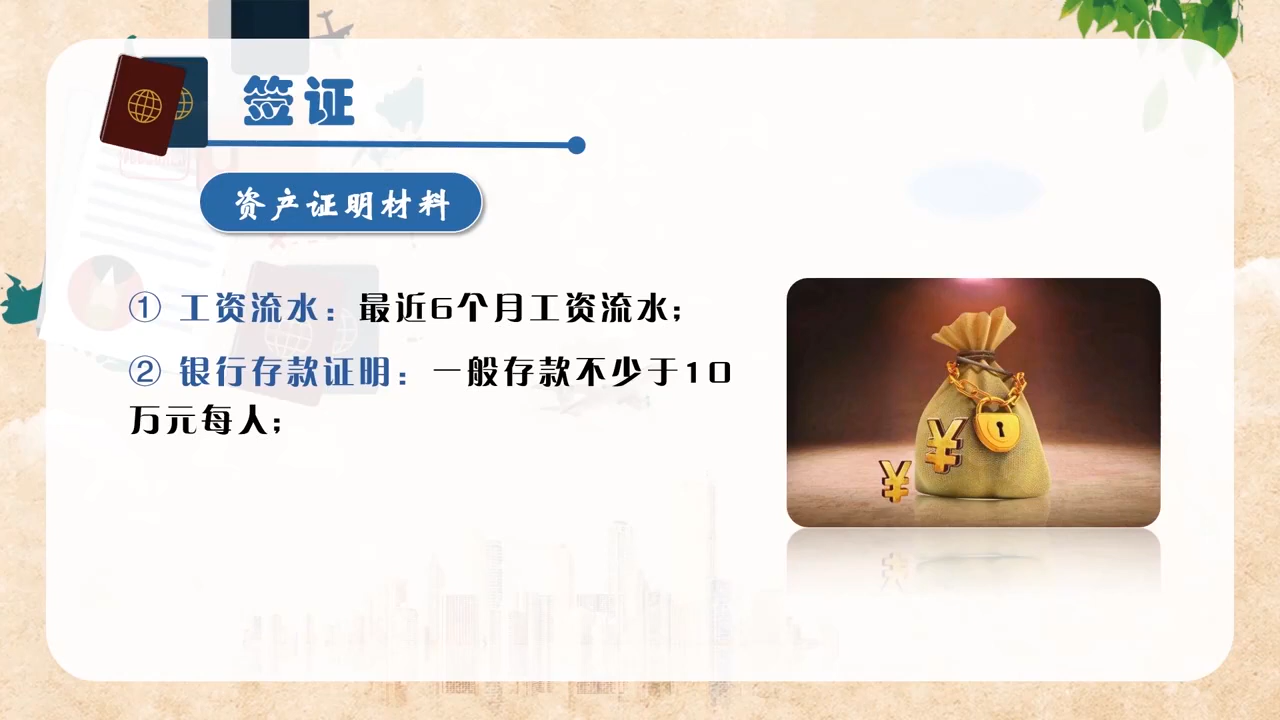 签证
资产证明材料
① 工资流水：最近6个月工资流水；
② 银行存款证明：一般存款不少于10
万元每人；